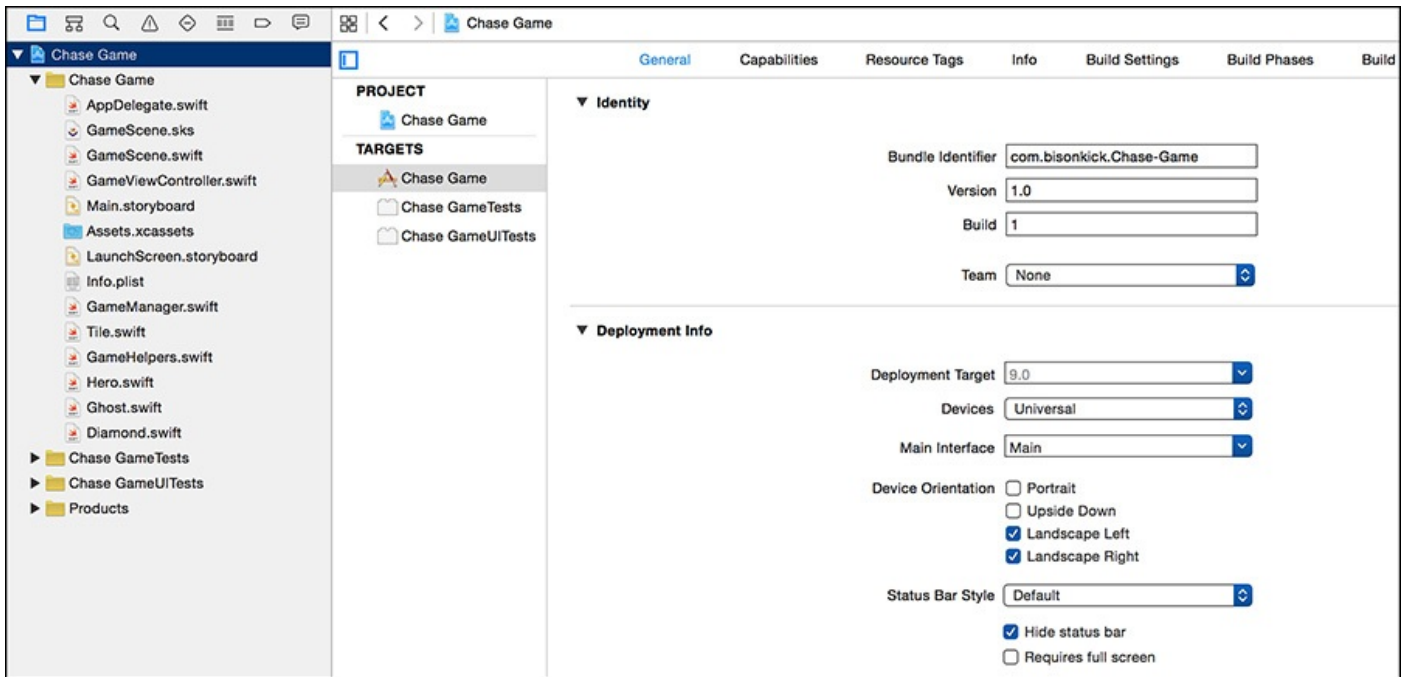 Chase Game
Chase Game
Chase Game
AppDelegate.swift
GameScene.sks
GameScene.swift
GameViewController.swift
Main.storyboard
Assets.xcassets
LaunchScreen.storyboard
Info.plist
GameManager.swift
Tile.swift
GameHelpers.swift
Hero.swift
Ghost.swift
Diamond.swift
Chase GameTests
Chase GameUITests
Products
General Capabilities Resource Tags Info Build Settings Build Phases Build
PROJECT
Chase Game
TARGETS
Chase Game
Chase GameTests
Chase GameUITests
Identity
Bundle Identifier com.bisonkick.Chase-Game
Version 1.0
Build 1
Team None
Deployment Info
Deployment Target 9.0
Devices Universal
Main Interface Main
Device Orientation Portrait
Upside Down
Landscape Left
Landscape Right
Status Bar Style Default
Hide status bar
Requires full screen